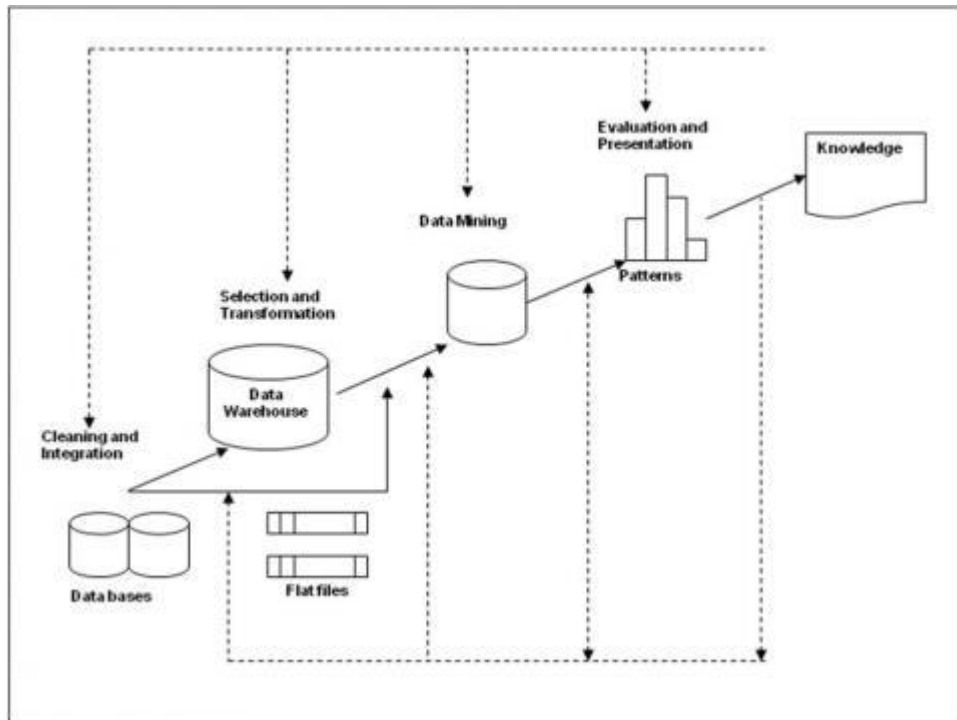 Evaluation and
Presentation
Knowledge
Data Mining
Patterns
Selection and
Transformation
Data
Warehouse
Cleaning and
Integration
Data bases
Flat files